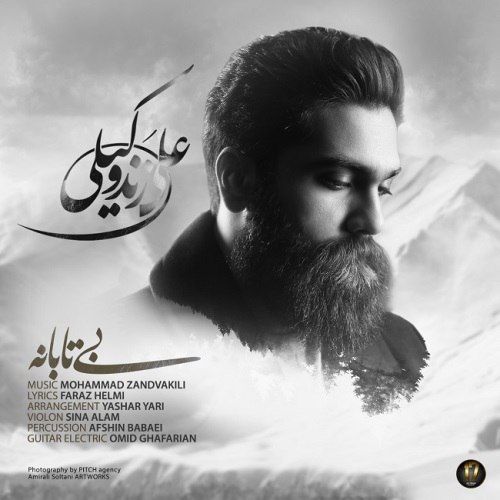 علی زندوکیلی
بی تابانه
MUSIC MOHAMMAD ZANDVAKILI
LYRICS FARAZ HELMI
ARRANGEMENT YASHAR YARI
VIOLON SINA ALAM
PERCUSSION AFSHIN BABAEI
GUITAR ELECTRIC OMID GHAFARIAN
Photography by PITCH agency
Amirali Soltani ARTWORKS